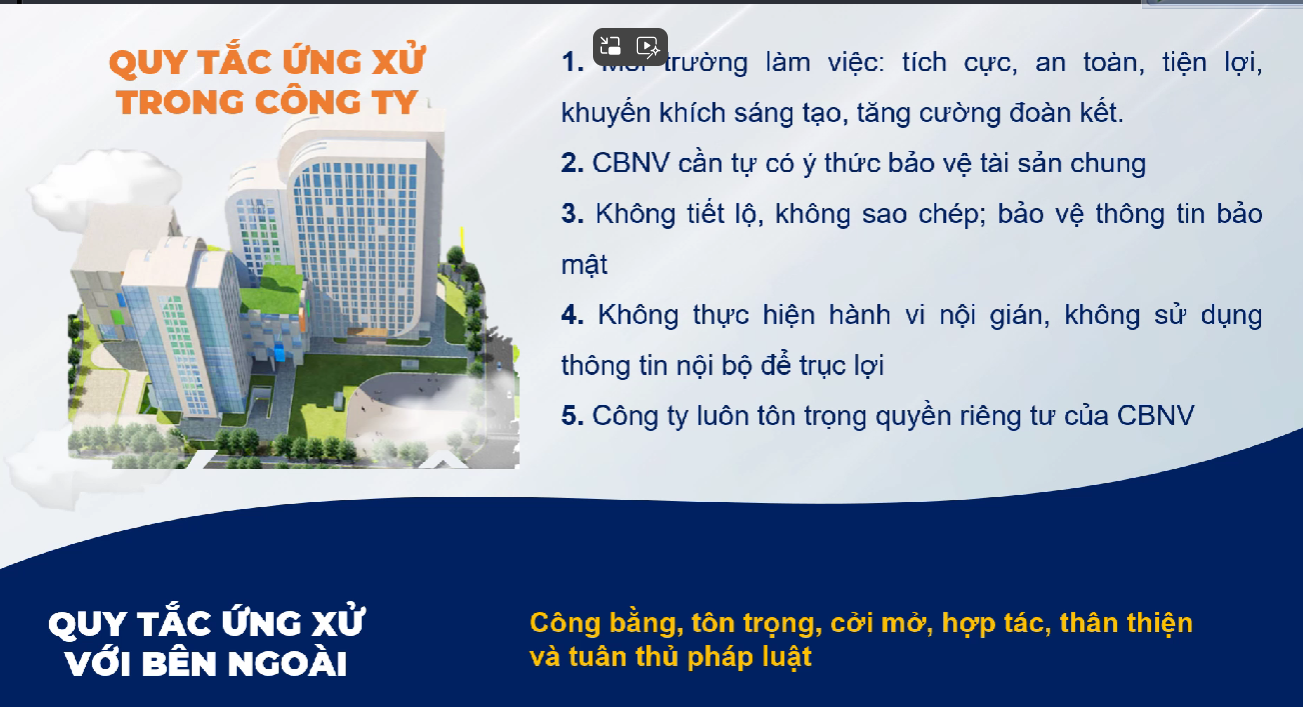 QUY TẮC ỨNG XỬ
TRONG CÔNG TY
1. trường làm việc: tích cực, an toàn, tiện lợi,
khuyến khích sáng tạo, tăng cường đoàn kết.
2. CBNV cần tự có ý thức bảo vệ tài sản chung
3. Không tiết lộ, không sao chép; bảo vệ thông tin bảo
mật
4. Không thực hiện hành vi nội gián, không sử dụng
thông tin nội bộ để trục lợi
5. Công ty luôn tôn trọng quyền riêng tư của CBNV
QUY TẮC ỨNG XỬ
VỚI BÊN NGOÀI
Công bằng, tôn trọng, cởi mở, hợp tác, thân thiện
và tuân thủ pháp luật